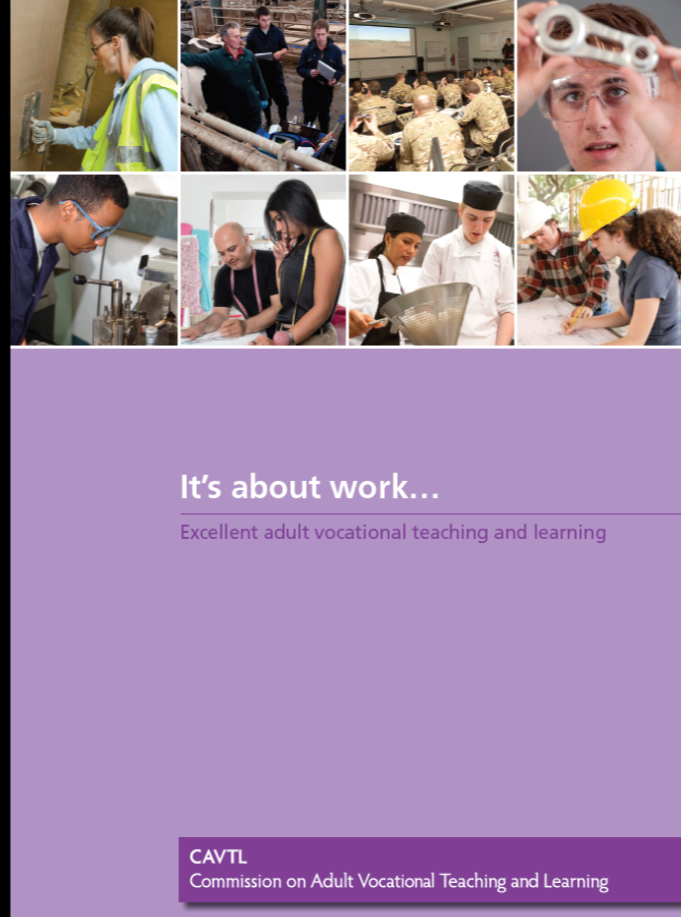 It's about work...
Excellent adult vocational teaching and learning
CAVTL
Commission on Adult Vocational Teaching and Learning